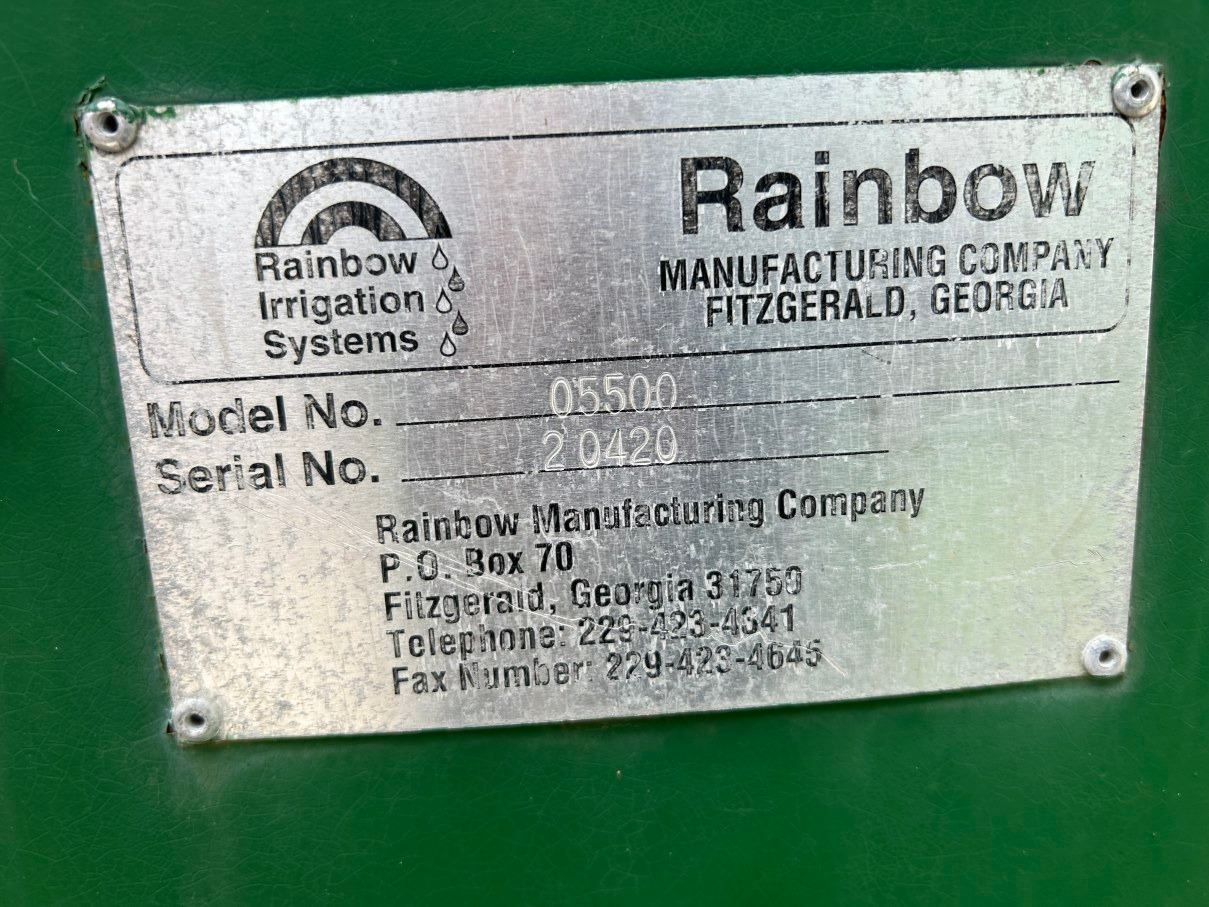 Rainbow
Irrigation
Systems
Rainbow
MANUFACTURING COMPANY
FITZGERALD, GEORGIA
Model No. 05500
Serial No. 20420
Rainbow Manufacturing Company
P.O. Box 70
Fitzgerald, Georgia 31750
Telephone: 229-423-4341
Fax Number: 229-423-4645